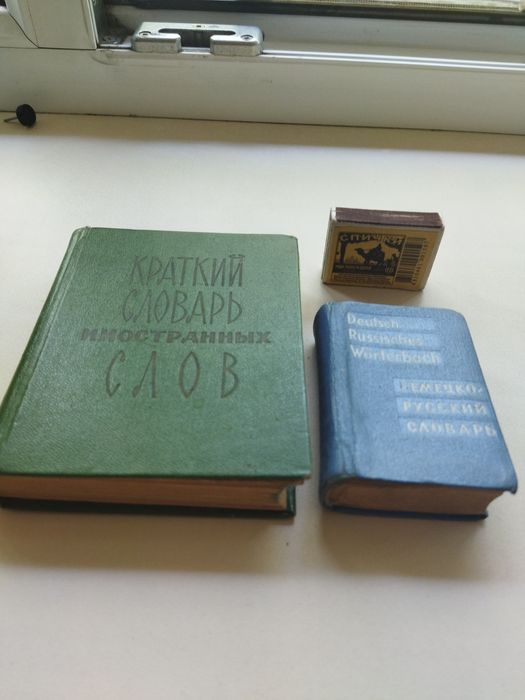 КРАТКИЙ
СЛОВАРЬ
ИНОСТРАННЫХ
СЛОВ
СПИЧКИ
Deutsch
Russisches
Wörterbuch
НЕМЕЦКО-
РУССКИЙ
СЛОВАРЬ